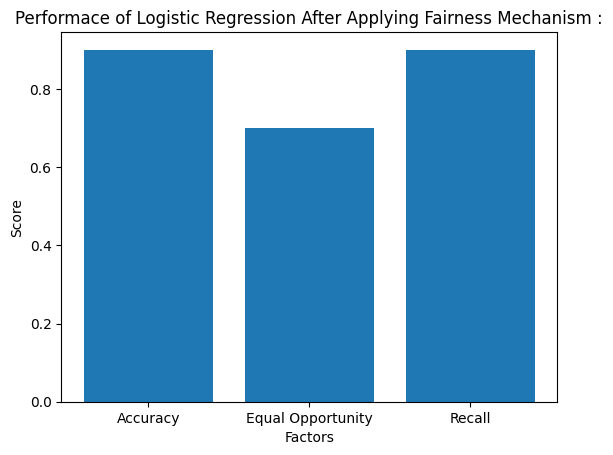 Performace of Logistic Regression After Applying Fairness Mechanism :
0.8
0.6
0.4
0.2
0.0
Score
Accuracy Equal Opportunity Recall
Factors